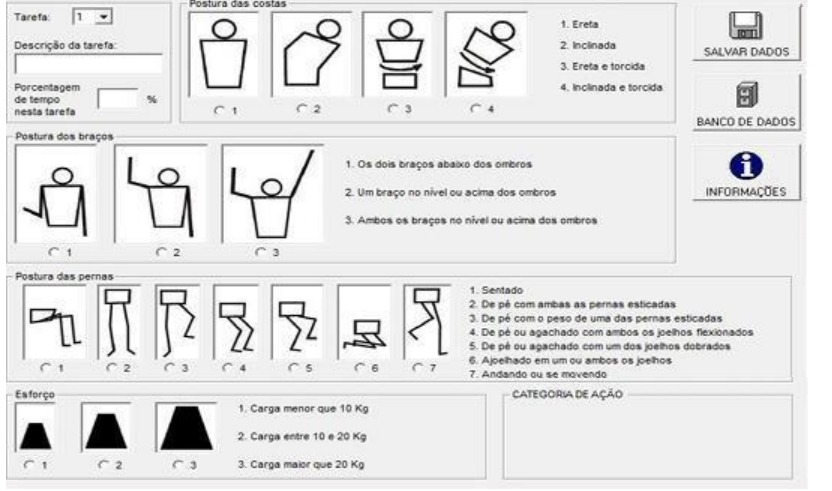 Tarefa: 1
Descrição da tarefa:
Porcentagem
de tempo
nesta tarefa
%
Postura das costas
1
2
3
4
1. Ereta
2. Inclinada
3. Ereta e torcida
4. Inclinada e torcida
SALVAR DADOS
BANCO DE DADOS
INFORMAÇÕES
Postura dos braços
1
2
3
1. Os dois braços abaixo dos ombros
2. Um braço no nível ou acima dos ombros
3. Ambos os braços no nível ou acima dos ombros
Postura das pernas
1
2
3
4
5
6
7
1. Sentado
2. De pé com ambas as pernas esticadas
3. De pé com o peso de uma das pernas esticadas
4. De pé ou agachado com ambos os joelhos flexionados
5. De pé ou agachado com um dos joelhos dobrados
6. Ajoelhado em um ou ambos os joelhos
7. Andando ou se movendo
Esforço
1
2
3
1. Carga menor que 10 Kg
2. Carga entre 10 e 20 Kg
3. Carga maior que 20 Kg
CATEGORIA DE AÇÃO